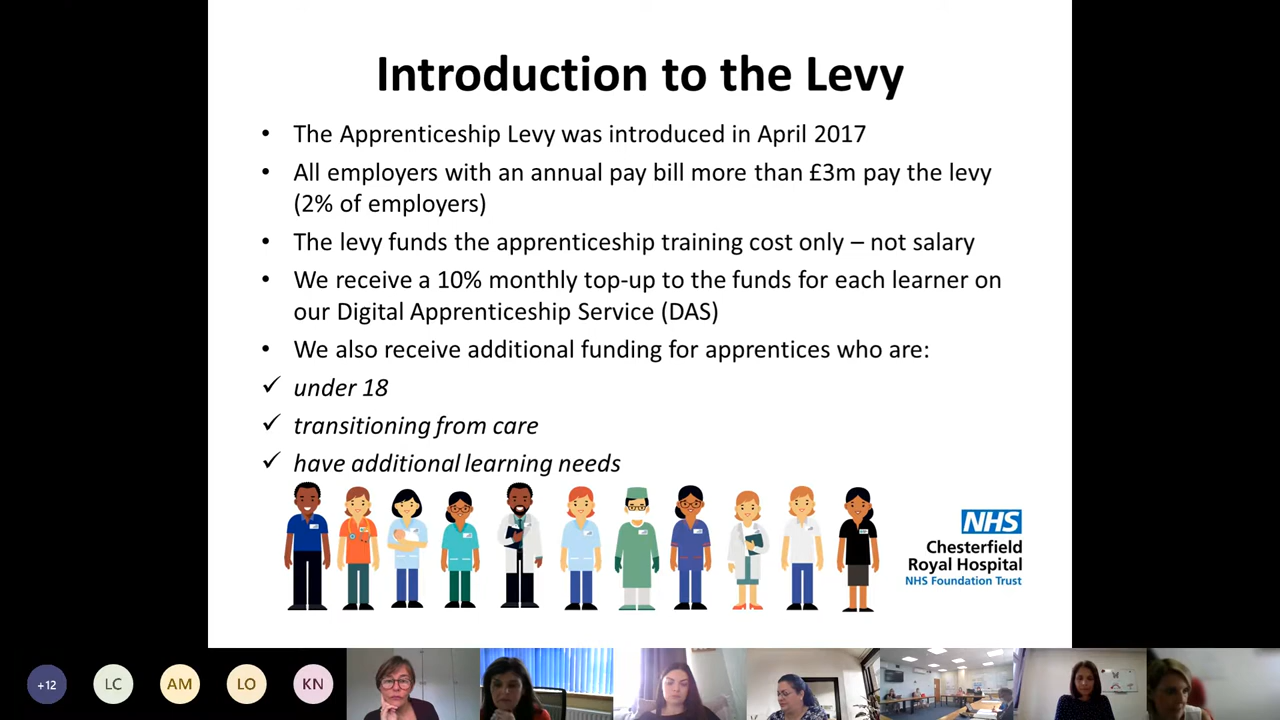 Introduction to the Levy
• The Apprenticeship Levy was introduced in April 2017
• All employers with an annual pay bill more than £3m pay the levy
(2% of employers)
• The levy funds the apprenticeship training cost only – not salary
• We receive a 10% monthly top-up to the funds for each learner on
our Digital Apprenticeship Service (DAS)
• We also receive additional funding for apprentices who are:
✓ under 18
✓ transitioning from care
✓ have additional learning needs
NHS
Chesterfield
Royal Hospital
NHS Foundation Trust
+12
LC
AM
LO
KN